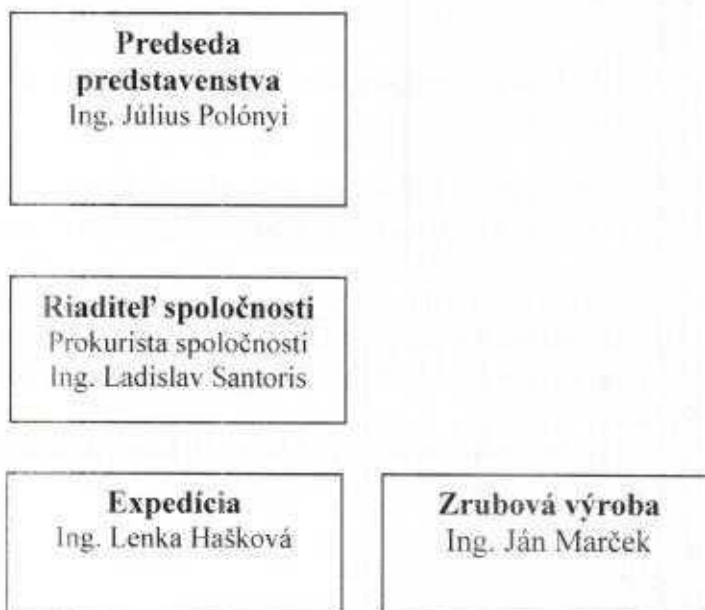 Predseda
predstavenstva
Ing. Július Polónyi
Riaditeľ spoločnosti
Prokurista spoločnosti
Ing. Ladislav Santoris
Expedícia
Ing. Lenka Hašková
Zrubová výroba
Ing. Ján Marček